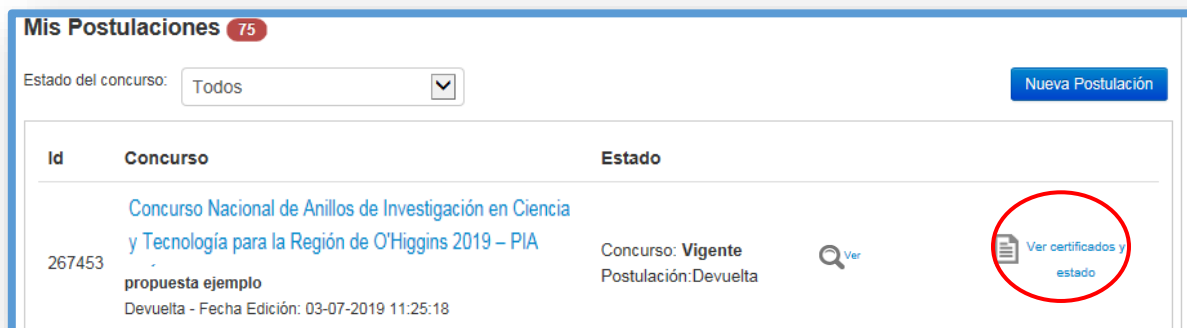 Mis Postulaciones 75
Estado del concurso: Todos
Nueva Postulación
Id Concurso Estado
Concurso Nacional de Anillos de Investigación en Ciencia
y Tecnología para la Región de O'Higgins 2019 – PIA
267453
propuesta ejemplo
Devuelta - Fecha Edición: 03-07-2019 11:25:18
Concurso: Vigente
Postulación:Devuelta
Ver
Ver certificados y
estado